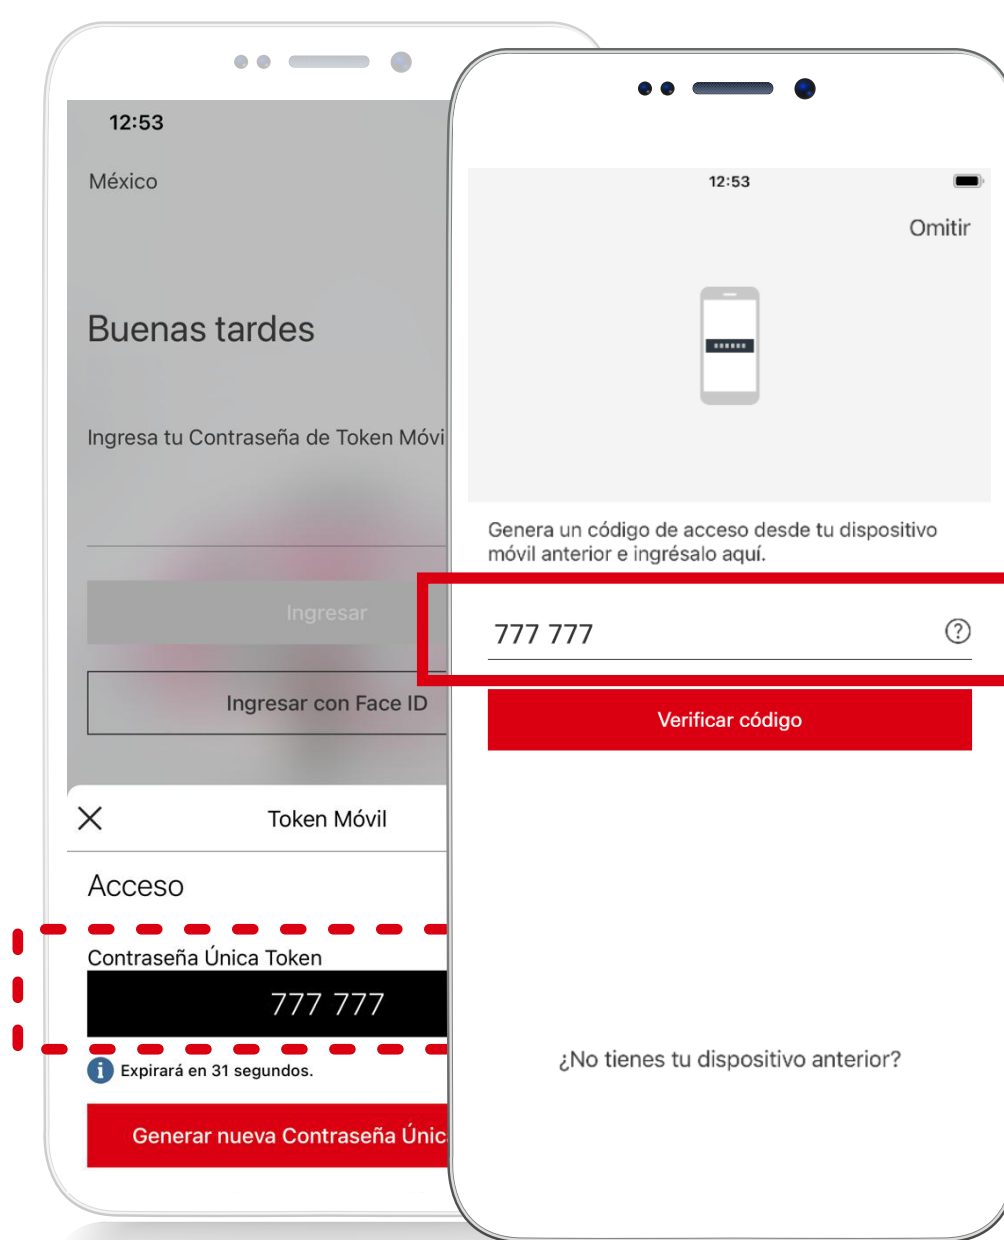 12:53
México
Buenas tardes
Ingresa tu Contraseña de Token
Ingresar
Ingresar con Face ID
Token Móvil
Acceso
Contraseña Única Token
777 777
Expirará en 31 segundos.
Generar nueva Contraseña
12:53
Omitir
Genera un código de acceso desde tu dispositivo
móvil anterior e ingrésalo aquí.
777 777
Verificar código
¿No tienes tu dispositivo anterior?